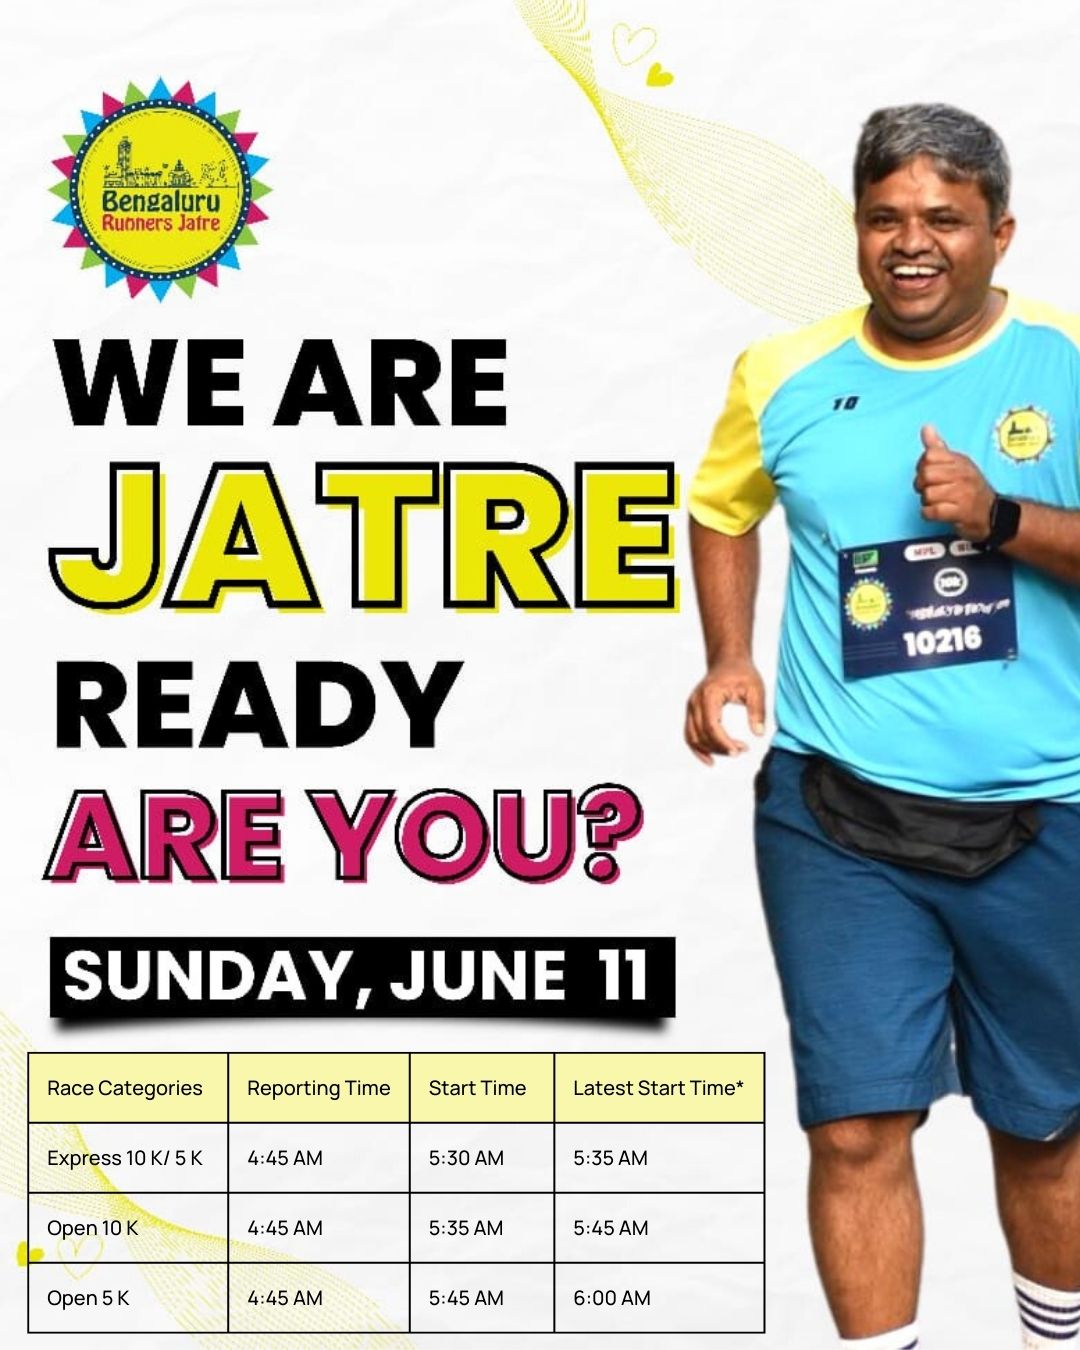 Bengaluru
Runners Jatre
WE ARE
JATRE
READY
ARE YOU?
SUNDAY, JUNE 11
10
10k
10216
Race Categories Reporting Time Start Time Latest Start Time*
Express 10 K/ 5 K 4:45 AM 5:30 AM 5:35 AM
Open 10 K 4:45 AM 5:35 AM 5:45 AM
Open 5 K 4:45 AM 5:45 AM 6:00 AM